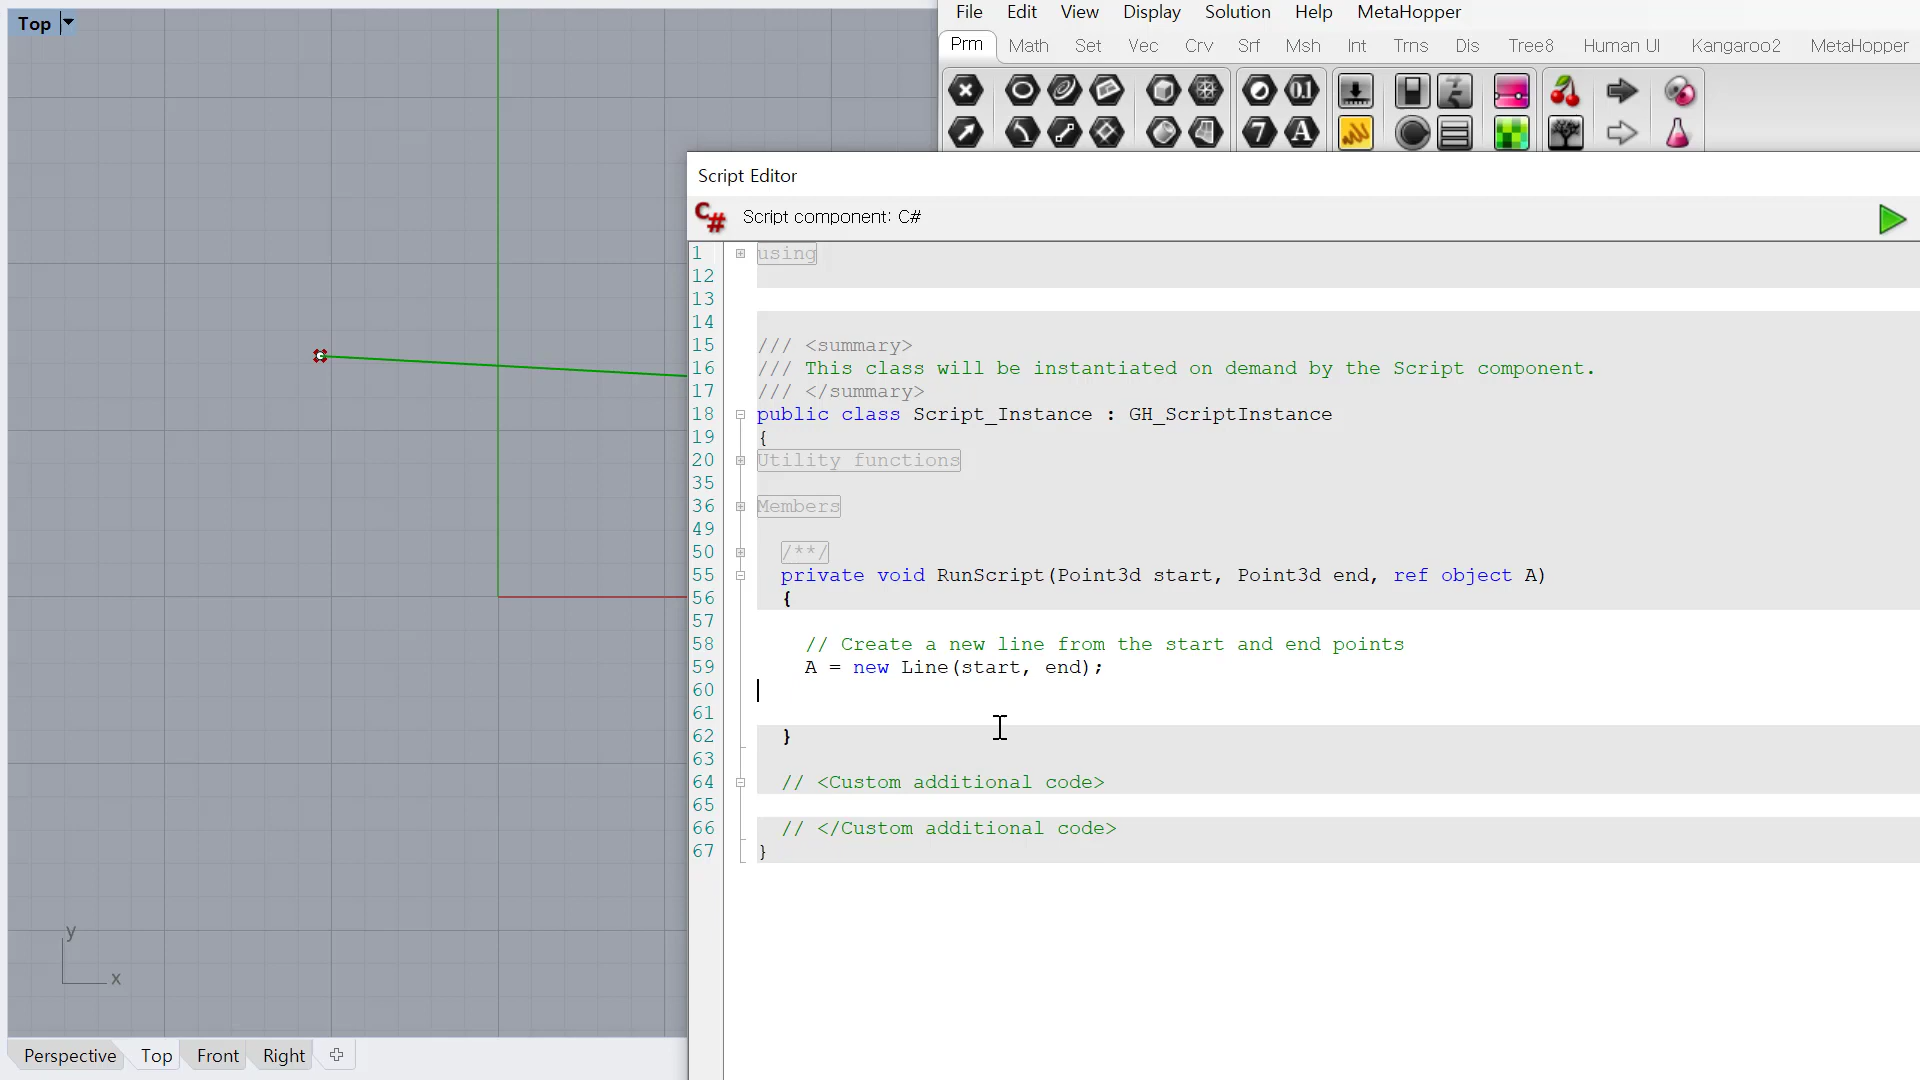 Top
File Edit View Display Solution Help MetaHopper
Prm Math Set Vec Crv Srf Msh Int Trns Dis Tree8 Human UI Kangaroo2 MetaHopper
0.1
7 A
Script Editor
C# Script component: C#
1 using
12
13
14
15 /// <summary>
16 /// This class will be instantiated on demand by the Script component.
17 /// </summary>
18 public class Script_Instance : GH_ScriptInstance
19 {
20 Utility functions
35
36 Members
49
50 /**/
55 private void RunScript(Point3d start, Point3d end, ref object A)
56 {
57
58 // Create a new line from the start and end points
59 A = new Line(start, end);
60
61
62 }
63
64 // <Custom additional code>
65
66 // </Custom additional code>
67 }
y
x
Perspective Top Front Right